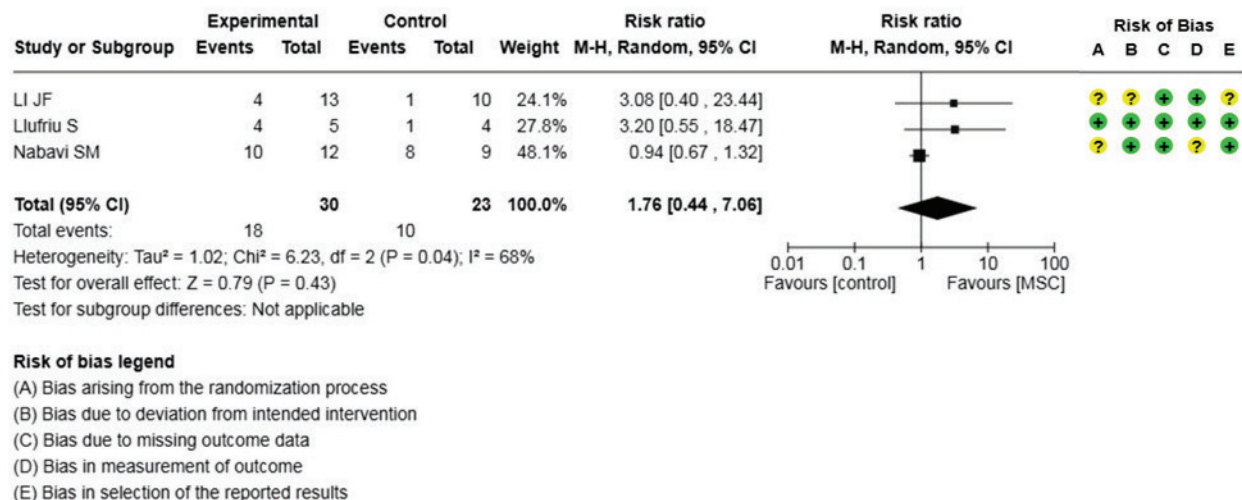 Experimental Control Risk ratio Risk ratio Risk of Bias
Study or Subgroup Events Total Events Total Weight M-H, Random, 95% CI M-H, Random, 95% CI A B C D E
LI JF 4 13 1 10 24.1% 3.08 [0.40 , 23.44] ? ? + + ?
Llufriu S 4 5 1 4 27.8% 3.20 [0.55 , 18.47] + + + + +
Nabavi SM 10 12 8 9 48.1% 0.94 [0.67 , 1.32] ? + + ? +
Total (95% CI) 30 23 100.0% 1.76 [0.44 , 7.06]
Total events: 18 10
Heterogeneity: Tau² = 1.02; Chi² = 6.23, df = 2 (P = 0.04); I² = 68%
Test for overall effect: Z = 0.79 (P = 0.43)
Test for subgroup differences: Not applicable
0.01 0.1 1 10 100
Favours [control] Favours [MSC]
Risk of bias legend
(A) Bias arising from the randomization process
(B) Bias due to deviation from intended intervention
(C) Bias due to missing outcome data
(D) Bias in measurement of outcome
(E) Bias in selection of the reported results